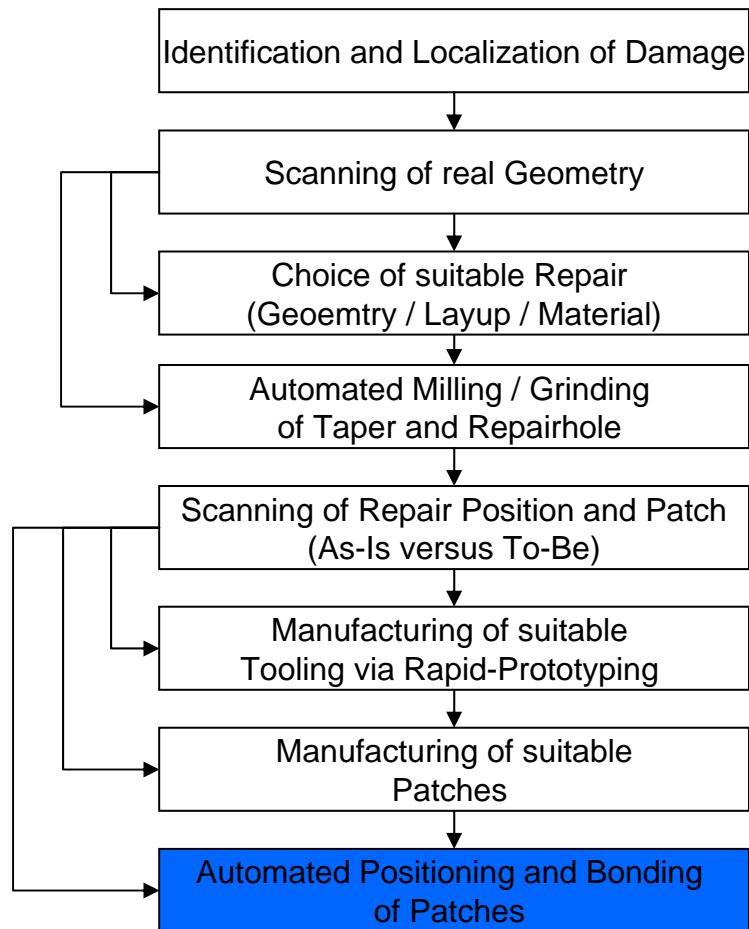 Identification and Localization of Damage
Scanning of real Geometry
Choice of suitable Repair
(Geoemtry / Layup / Material)
Automated Milling / Grinding
of Taper and Repairhole
Scanning of Repair Position and Patch
(As-Is versus To-Be)
Manufacturing of suitable
Tooling via Rapid-Prototyping
Manufacturing of suitable
Patches
Automated Positioning and Bonding
of Patches